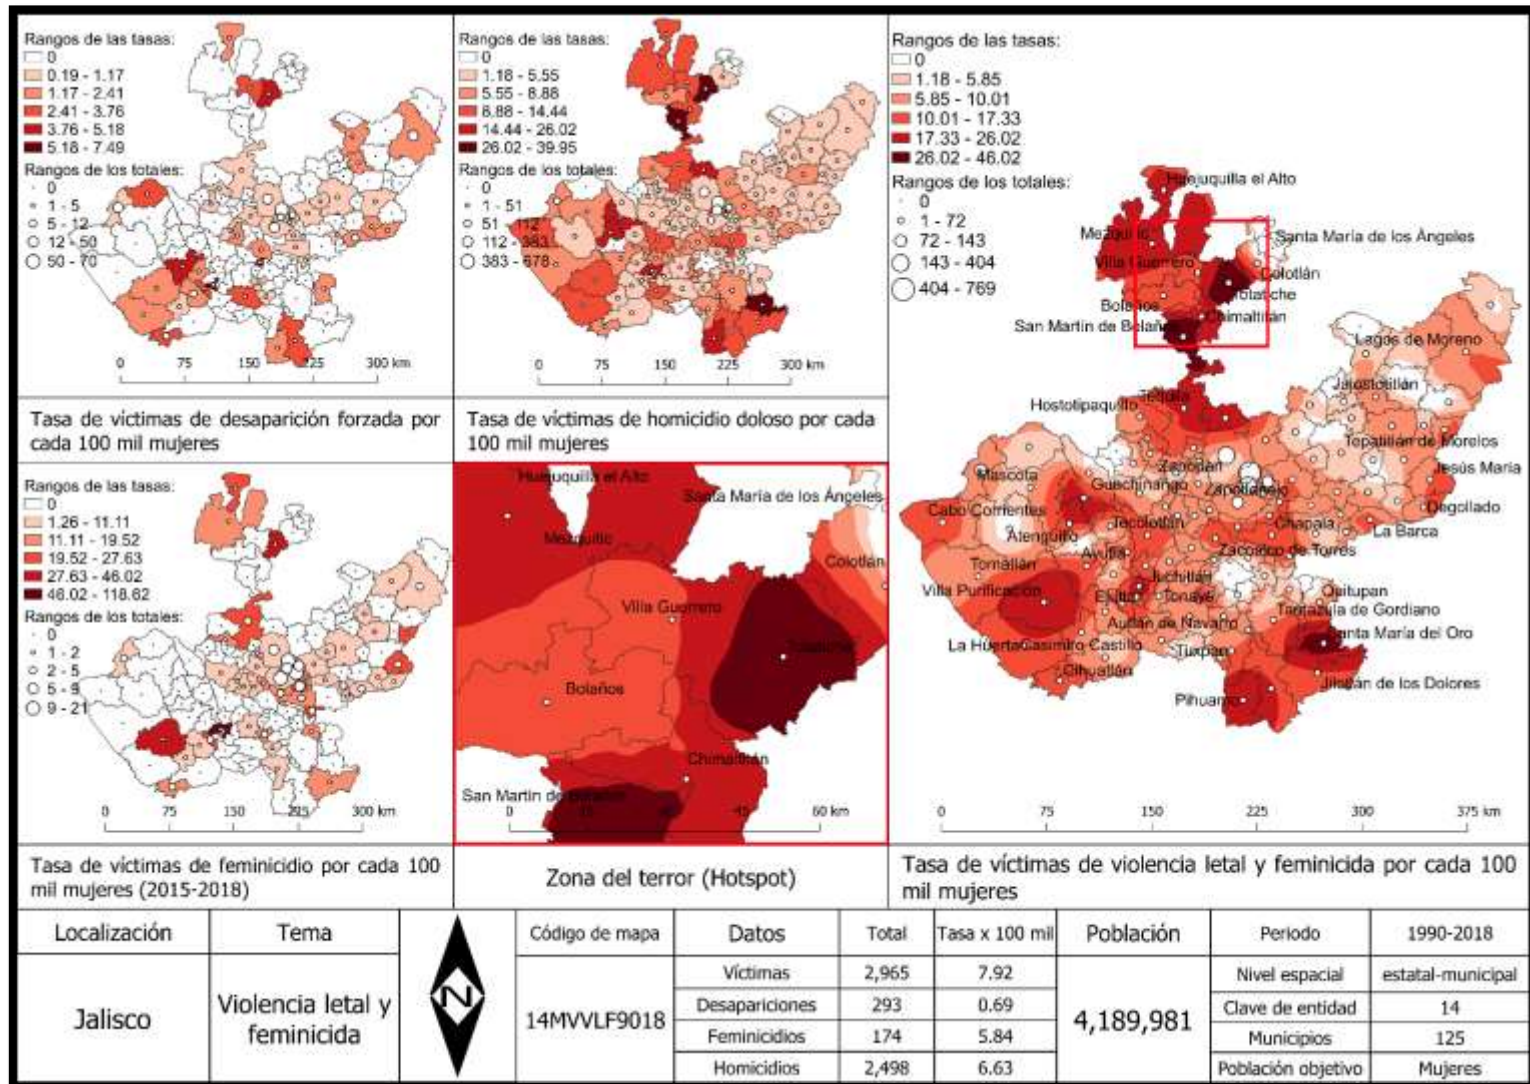 Rangos de las tasas:
0
0.19 - 1.17
1.17 - 2.41
2.41 - 3.76
3.76 - 5.18
5.18 - 7.49
Rangos de los totales:
0
1 - 5
5 - 12
12 - 50
50 - 70
0 75 150 225 300 km
Tasa de víctimas de desaparición forzada por
cada 100 mil mujeres
Rangos de las tasas:
0
1.18 - 5.55
5.55 - 8.88
8.88 - 14.44
14.44 - 26.02
26.02 - 39.95
Rangos de los totales:
0
1 - 51
51 - 112
112 - 383
383 - 678
0 75 150 225 300 km
Tasa de víctimas de homicidio doloso por cada
100 mil mujeres
Rangos de las tasas:
0
1.18 - 5.85
5.85 - 10.01
10.01 - 17.33
17.33 - 26.02
26.02 - 46.02
Rangos de los totales:
0
1 - 72
72 - 143
143 - 404
404 - 769
Huejuquilla el Alto
Mezquitic
Santa María de los Ángeles
Villa Guerrero
Colotlán
Totatiche
Bolaños
Chimaltitán
San Martín de Bolaños
Lagos de Moreno
Jalostotitlán
Tequila
Hostotipaquillo
Tepatitlán de Morelos
Zapopan
Jesús María
Mascota
Guachinango
Zapotlanejo
Degollado
Cabo Corrientes
Tecolotlán
Chapala
La Barca
Atenguillo
Ayutla
Zacoalco de Torres
Tomatlán
Juchitlán
Villa Purificación
El Limón
Tonaya
Quitupan
Tamazula de Gordiano
Autlán de Navarro
Santa María del Oro
La Huerta
Casimiro Castillo
Tuxpan
Cihuatlán
Jilotlán de los Dolores
Pihuamo
0 75 150 225 300 375 km
Tasa de víctimas de violencia letal y feminicida por cada 100
mil mujeres
Rangos de las tasas:
0
1.26 - 11.11
11.11 - 19.52
19.52 - 27.63
27.63 - 46.02
46.02 - 118.62
Rangos de los totales:
0
1 - 2
2 - 5
5 - 9
9 - 21
0 75 150 225 300 km
Tasa de víctimas de feminicidio por cada 100
mil mujeres (2015-2018)
Huejuquilla el Alto
Santa María de los Ángeles
Mezquitic
Colotlán
Villa Guerrero
Totatiche
Bolaños
Chimaltitán
San Martín de Bolaños
0 15 45 60 km
Zona del terror (Hotspot)
Localización
Jalisco
Tema
Violencia letal y
feminicida
N
Código de mapa
14MVVLF9018
Datos Total Tasa x 100 mil
Víctimas 2,965 7.92
Desapariciones 293 0.69
Feminicidios 174 5.84
Homicidios 2,498 6.63
Población
4,189,981
Periodo 1990-2018
Nivel espacial estatal-municipal
Clave de entidad 14
Municipios 125
Población objetivo Mujeres